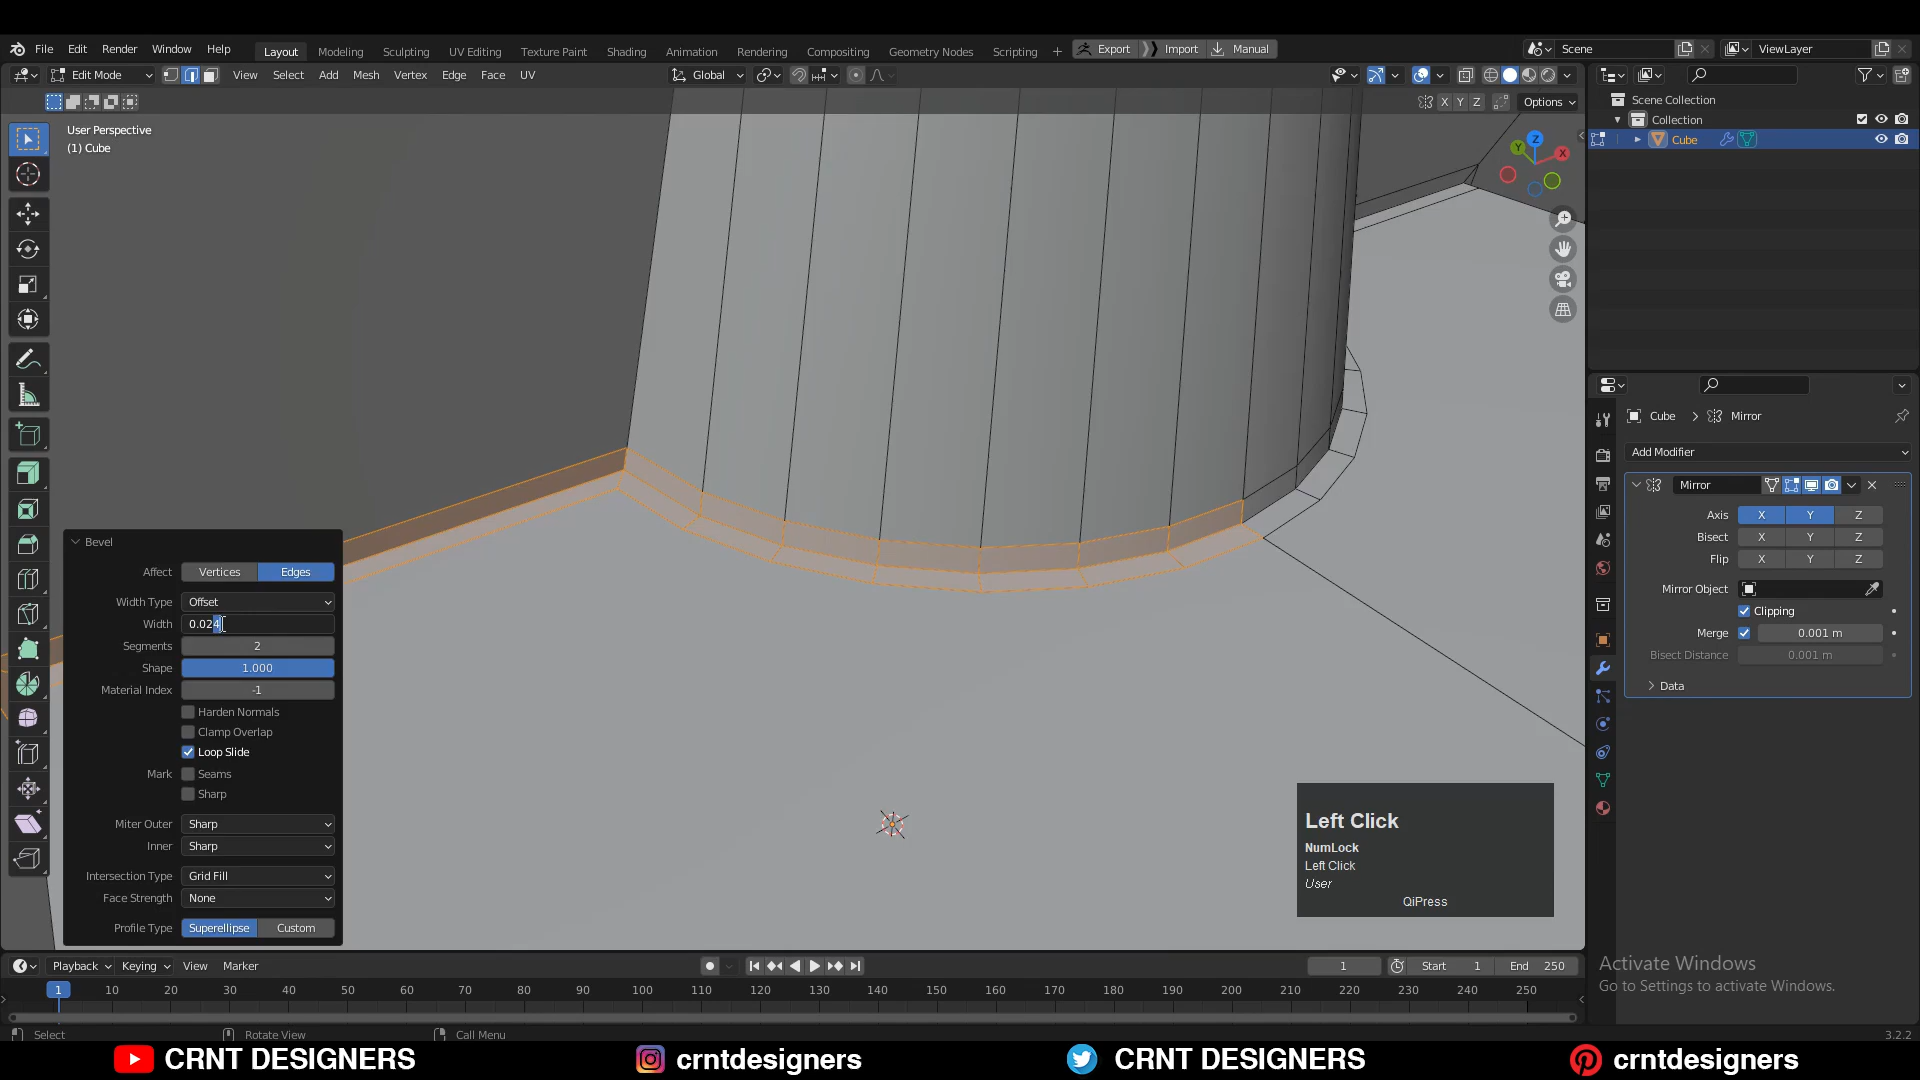 File Edit Render Window Help Layout Modeling Sculpting UV Editing Texture Paint Shading Animation Rendering Compositing Geometry Nodes Scripting + Export Import Manual Scene ViewLayer
Edit Mode View Select Add Mesh Vertex Edge Face UV Global
X Y Z Options
User Perspective
(1) Cube
Scene Collection
Collection
Cube
Z
Y
X
Cube > Mirror
Add Modifier
Mirror
Axis X Y Z
Bisect X Y Z
Flip X Y Z
Mirror Object
Clipping
Merge 0.001 m
Bisect Distance 0.001 m
Data
Bevel
Affect Vertices Edges
Width Type Offset
Width 0.024
Segments 2
Shape 1.000
Material Index -1
Harden Normals
Clamp Overlap
Loop Slide
Mark Seams
Sharp
Miter Outer Sharp
Inner Sharp
Intersection Type Grid Fill
Face Strength None
Profile Type Superellipse Custom
Left Click
NumLock
Left Click
User
QiPress
Activate Windows
Go to Settings to activate Windows.
Playback Keying View Marker 1 Start 1 End 250
1 10 20 30 40 50 60 70 80 90 100 110 120 130 140 150 160 170 180 190 200 210 220 230 240 250
Select Rotate View Call Menu 3.2.2
CRNT DESIGNERS crntdesigners CRNT DESIGNERS crntdesigners